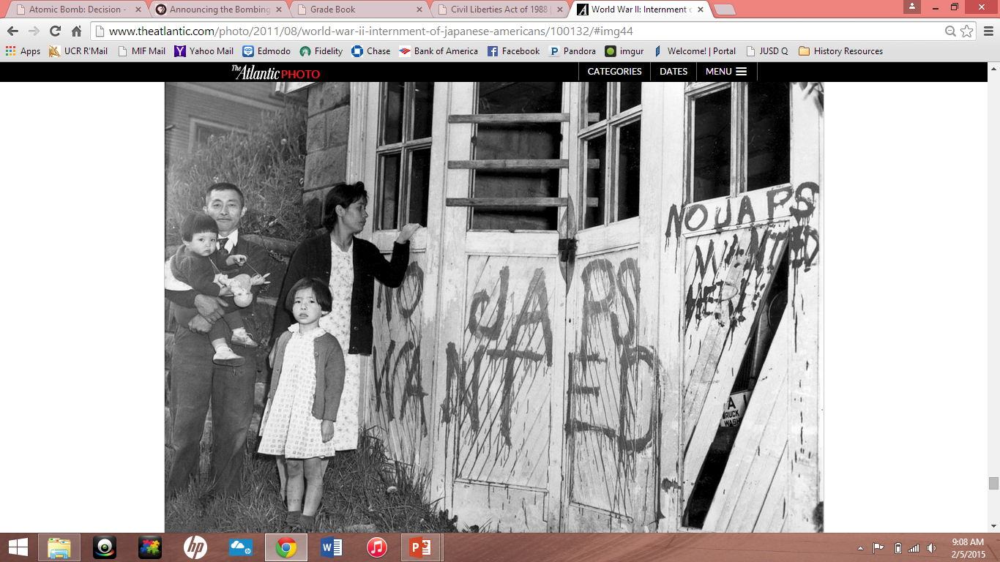 Atomic Bomb: Decision -
Announcing the Bombing
Grade Book
Civil Liberties Act of 1988 |
World War II: Internment o
www.theatlantic.com/photo/2011/08/world-war-ii-internment-of-japanese-americans/100132/#img44
Apps UCR R'Mail MIF Mail Yahoo Mail Edmodo Fidelity Chase Bank of America Facebook Pandora imgur Welcome! | Portal JUSD Q History Resources
The Atlantic PHOTO CATEGORIES DATES MENU
NO JAPS
WANTED
NO JAPS
WANTED
A
RUCK
WASH
9:08 AM
2/5/2015